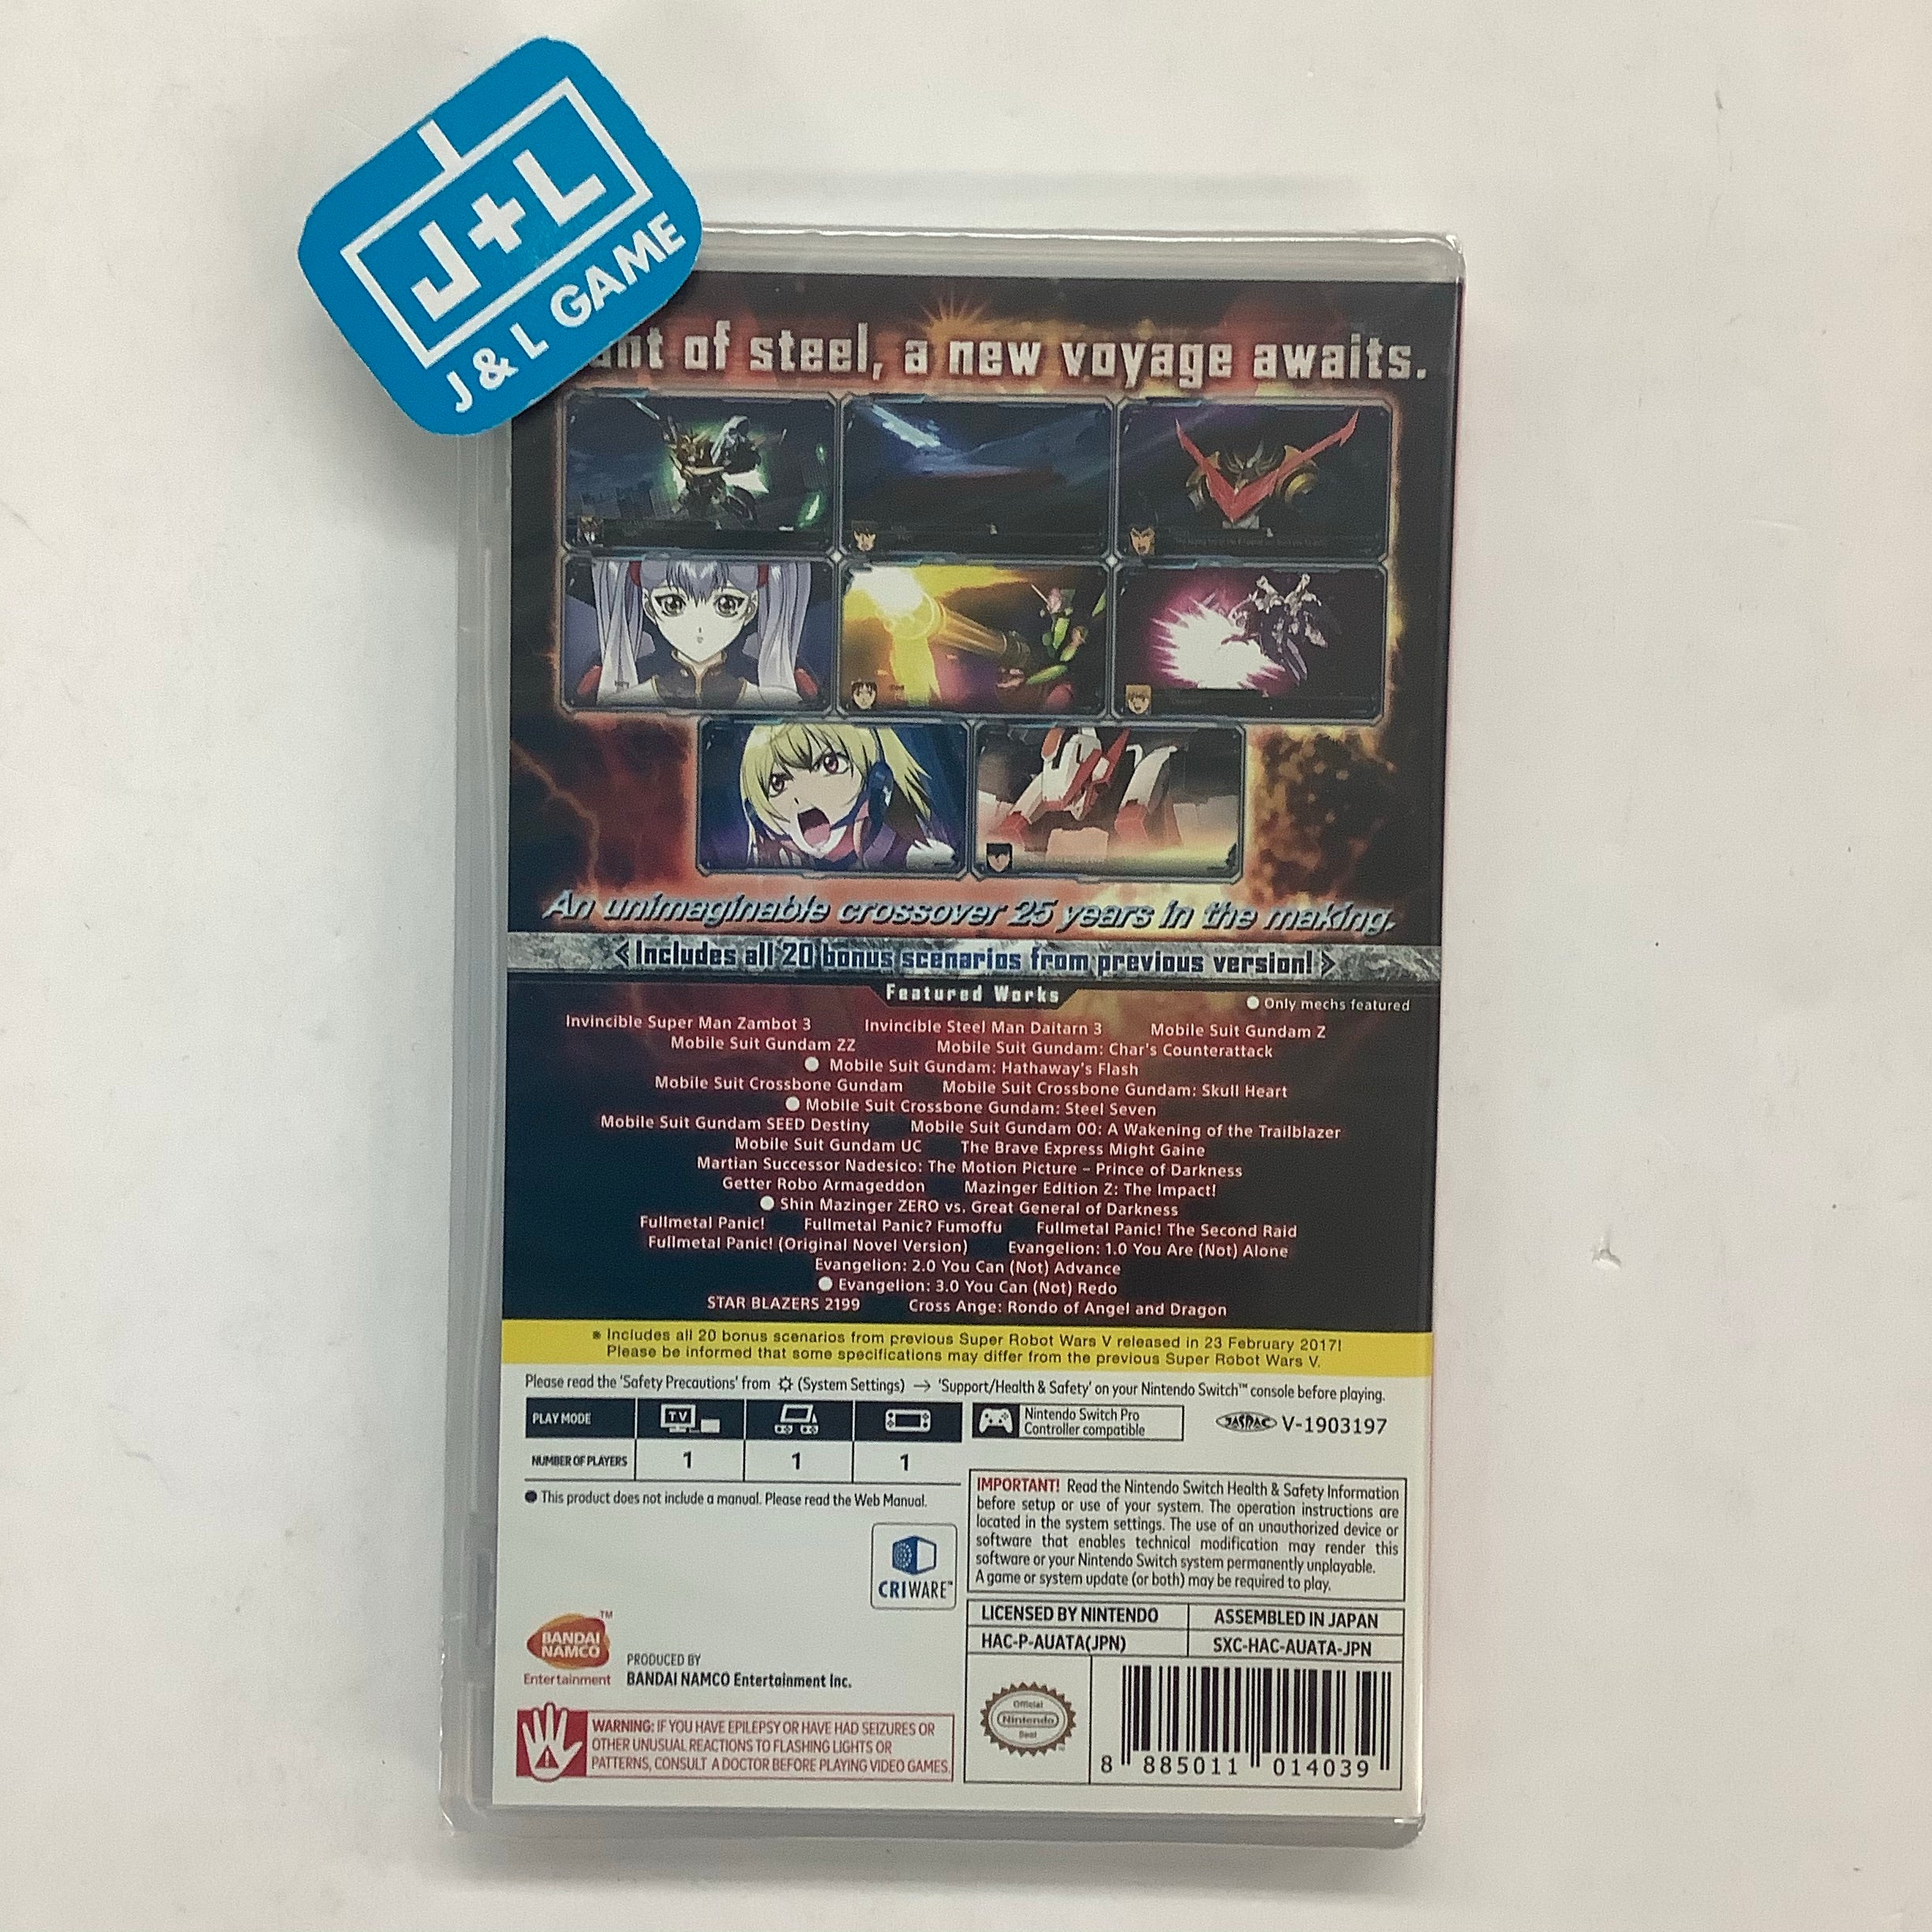 J+L
J & L GAME
of steel, a new voyage awaits.
An unimaginable crossover 25 years in the making.
<Includes all 20 bonus scenarios from previous version!>
Featured Works
● Only mechs featured
Invincible Super Man Zambot 3 Invincible Steel Man Daitarn 3 Mobile Suit Gundam Z
Mobile Suit Gundam ZZ Mobile Suit Gundam: Char's Counterattack
● Mobile Suit Gundam: Hathaway's Flash
Mobile Suit Crossbone Gundam Mobile Suit Crossbone Gundam: Skull Heart
● Mobile Suit Crossbone Gundam: Steel Seven
Mobile Suit Gundam SEED Destiny Mobile Suit Gundam 00: A Wakening of the Trailblazer
Mobile Suit Gundam UC The Brave Express Might Gaine
Martian Successor Nadesico: The Motion Picture – Prince of Darkness
Getter Robo Armageddon Mazinger Edition Z: The Impact!
● Shin Mazinger ZERO vs. Great General of Darkness
Fullmetal Panic! Fullmetal Panic? Fumoffu Fullmetal Panic! The Second Raid
Fullmetal Panic! (Original Novel Version) Evangelion: 1.0 You Are (Not) Alone
Evangelion: 2.0 You Can (Not) Advance
● Evangelion: 3.0 You Can (Not) Redo
STAR BLAZERS 2199 Cross Ange: Rondo of Angel and Dragon
※ Includes all 20 bonus scenarios from previous Super Robot Wars V released in 23 February 2017!
Please be informed that some specifications may differ from the previous Super Robot Wars V.
Please read the 'Safety Precautions' from (System Settings) → 'Support/Health & Safety' on your Nintendo Switch™ console before playing.
PLAY MODE TV
NUMBER OF PLAYERS 1 1 1
Nintendo Switch Pro
Controller compatible
JASPAC V-1903197
● This product does not include a manual. Please read the Web Manual.
IMPORTANT! Read the Nintendo Switch Health & Safety Information
before setup or use of your system. The operation instructions are
located in the system settings. The use of an unauthorized device or
software that enables technical modification may render this
software or your Nintendo Switch system permanently unplayable.
A game or system update (or both) may be required to play.
CRIWARE™
LICENSED BY NINTENDO ASSEMBLED IN JAPAN
HAC-P-AUATA(JPN) SXC-HAC-AUATA-JPN
BANDAI
NAMCO
TM
Entertainment
PRODUCED BY
BANDAI NAMCO Entertainment Inc.
WARNING: IF YOU HAVE EPILEPSY OR HAVE HAD SEIZURES OR
OTHER UNUSUAL REACTIONS TO FLASHING LIGHTS OR
PATTERNS, CONSULT A DOCTOR BEFORE PLAYING VIDEO GAMES.
Official
Nintendo
Seal
8 885011 014039